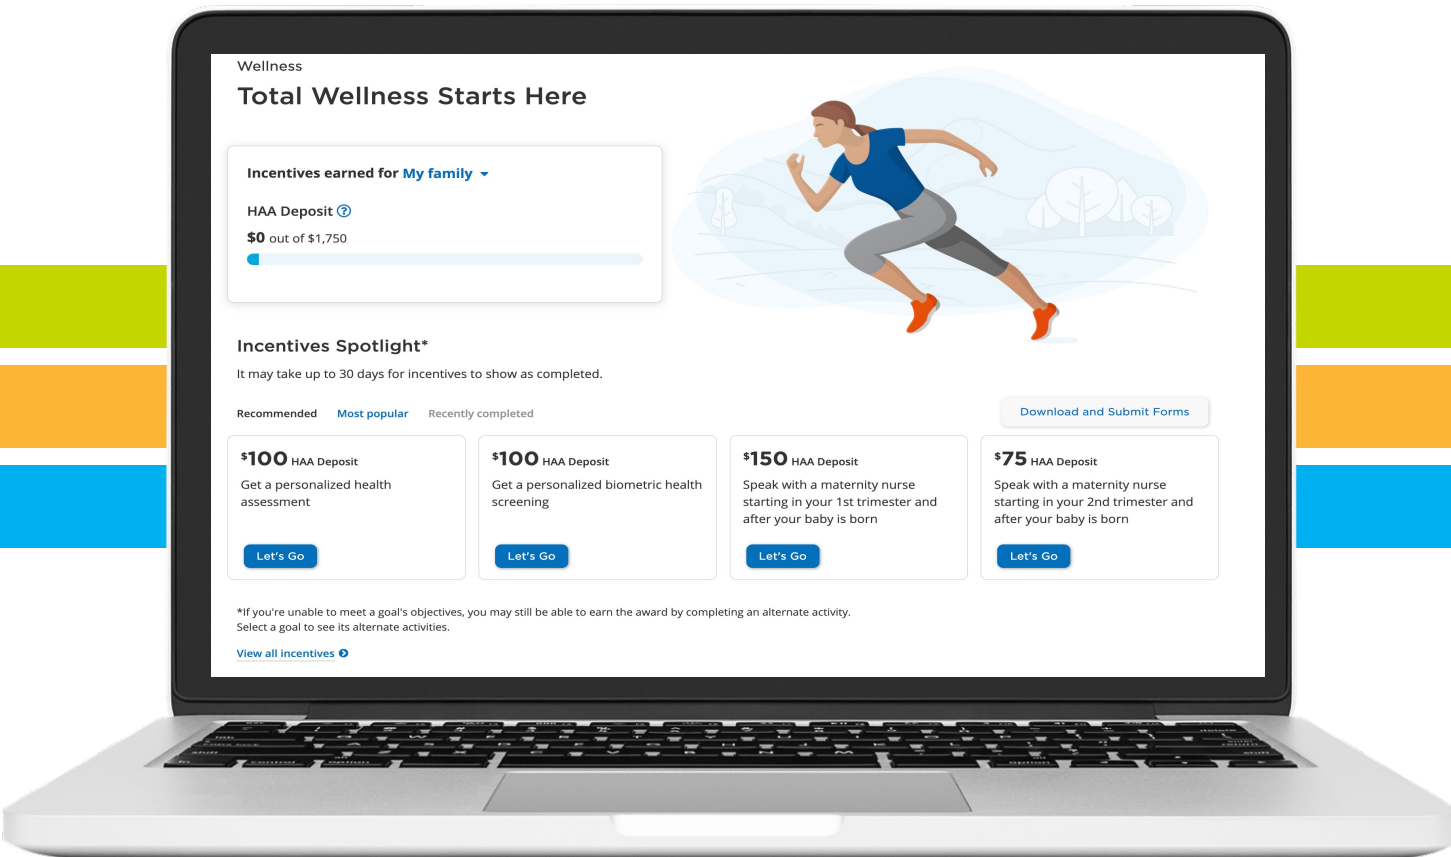 Wellness
Total Wellness Starts Here
Incentives earned for My family
HAA Deposit ?
$0 out of $1,750
Incentives Spotlight*
It may take up to 30 days for incentives to show as completed.
Recommended Most popular Recently completed
Download and Submit Forms
$100 HAA Deposit
Get a personalized health
assessment
Let's Go
$100 HAA Deposit
Get a personalized biometric health
screening
Let's Go
$150 HAA Deposit
Speak with a maternity nurse
starting in your 1st trimester and
after your baby is born
Let's Go
$75 HAA Deposit
Speak with a maternity nurse
starting in your 2nd trimester and
after your baby is born
Let's Go
*If you're unable to meet a goal's objectives, you may still be able to earn the award by completing an alternate activity.
Select a goal to see its alternate activities.
View all incentives